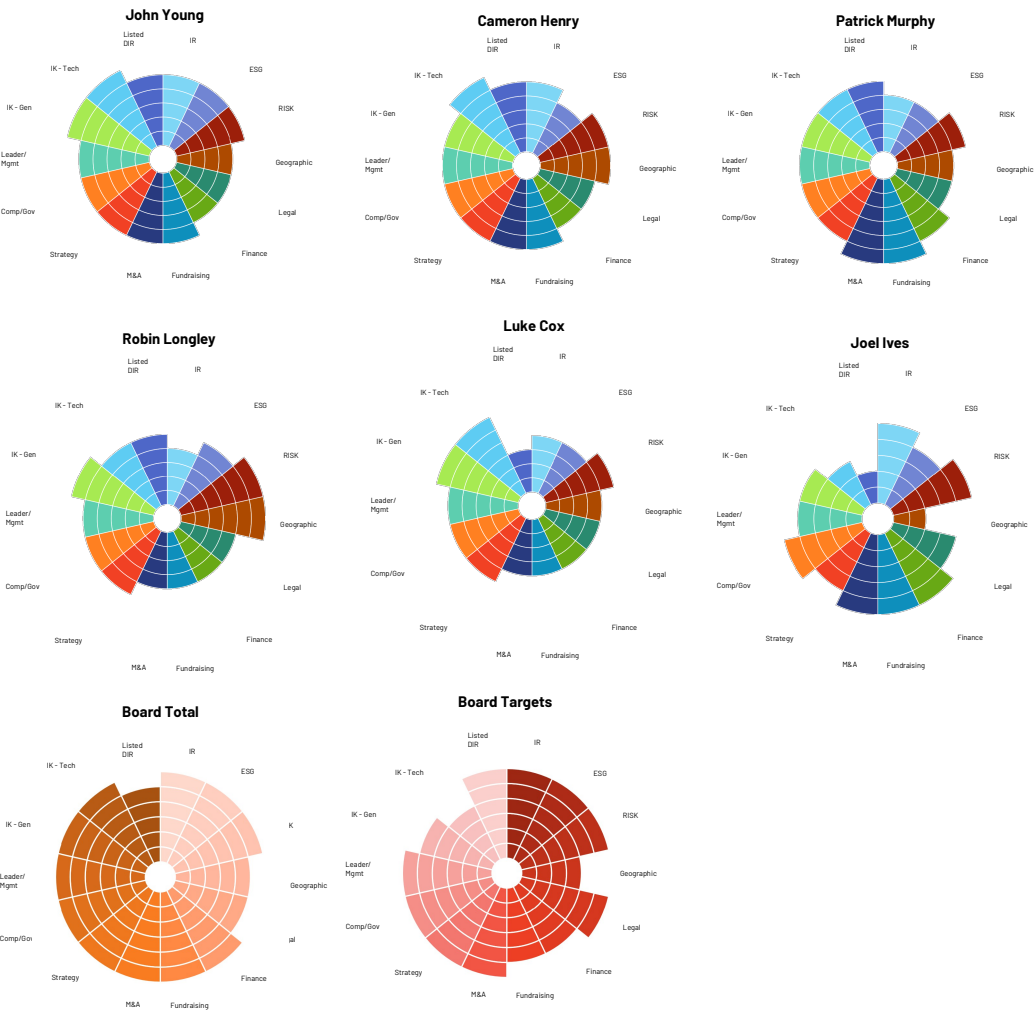 John Young
Listed
DIR
IR
IK - Tech
ESG
IK - Gen
RISK
Leader/
Mgmt
Geographic
Comp/Gov
Legal
Strategy
Finance
M&A
Fundraising
Cameron Henry
Listed
DIR
IR
IK - Tech
ESG
IK - Gen
RISK
Leader/
Mgmt
Geographic
Comp/Gov
Legal
Strategy
Finance
M&A
Fundraising
Patrick Murphy
Listed
DIR
IR
IK - Tech
ESG
IK - Gen
RISK
Leader/
Mgmt
Geographic
Comp/Gov
Legal
Strategy
Finance
M&A
Fundraising
Robin Longley
Listed
DIR
IR
IK - Tech
ESG
IK - Gen
RISK
Leader/
Mgmt
Geographic
Comp/Gov
Legal
Strategy
Finance
M&A
Fundraising
Luke Cox
Listed
DIR
IR
IK - Tech
ESG
IK - Gen
RISK
Leader/
Mgmt
Geographic
Comp/Gov
Legal
Strategy
Finance
M&A
Fundraising
Joel Ives
Listed
DIR
IR
IK - Tech
ESG
IK - Gen
RISK
Leader/
Mgmt
Geographic
Comp/Gov
Legal
Strategy
Finance
M&A
Fundraising
Board Total
Listed
DIR
IR
IK - Tech
ESG
IK - Gen
K
Leader/
Mgmt
Geographic
Comp/Gov
Strategy
Finance
M&A
Fundraising
Board Targets
Listed
DIR
IR
IK - Tech
ESG
IK - Gen
RISK
Leader/
Mgmt
Geographic
Comp/Gov
Legal
Strategy
Finance
M&A
Fundraising